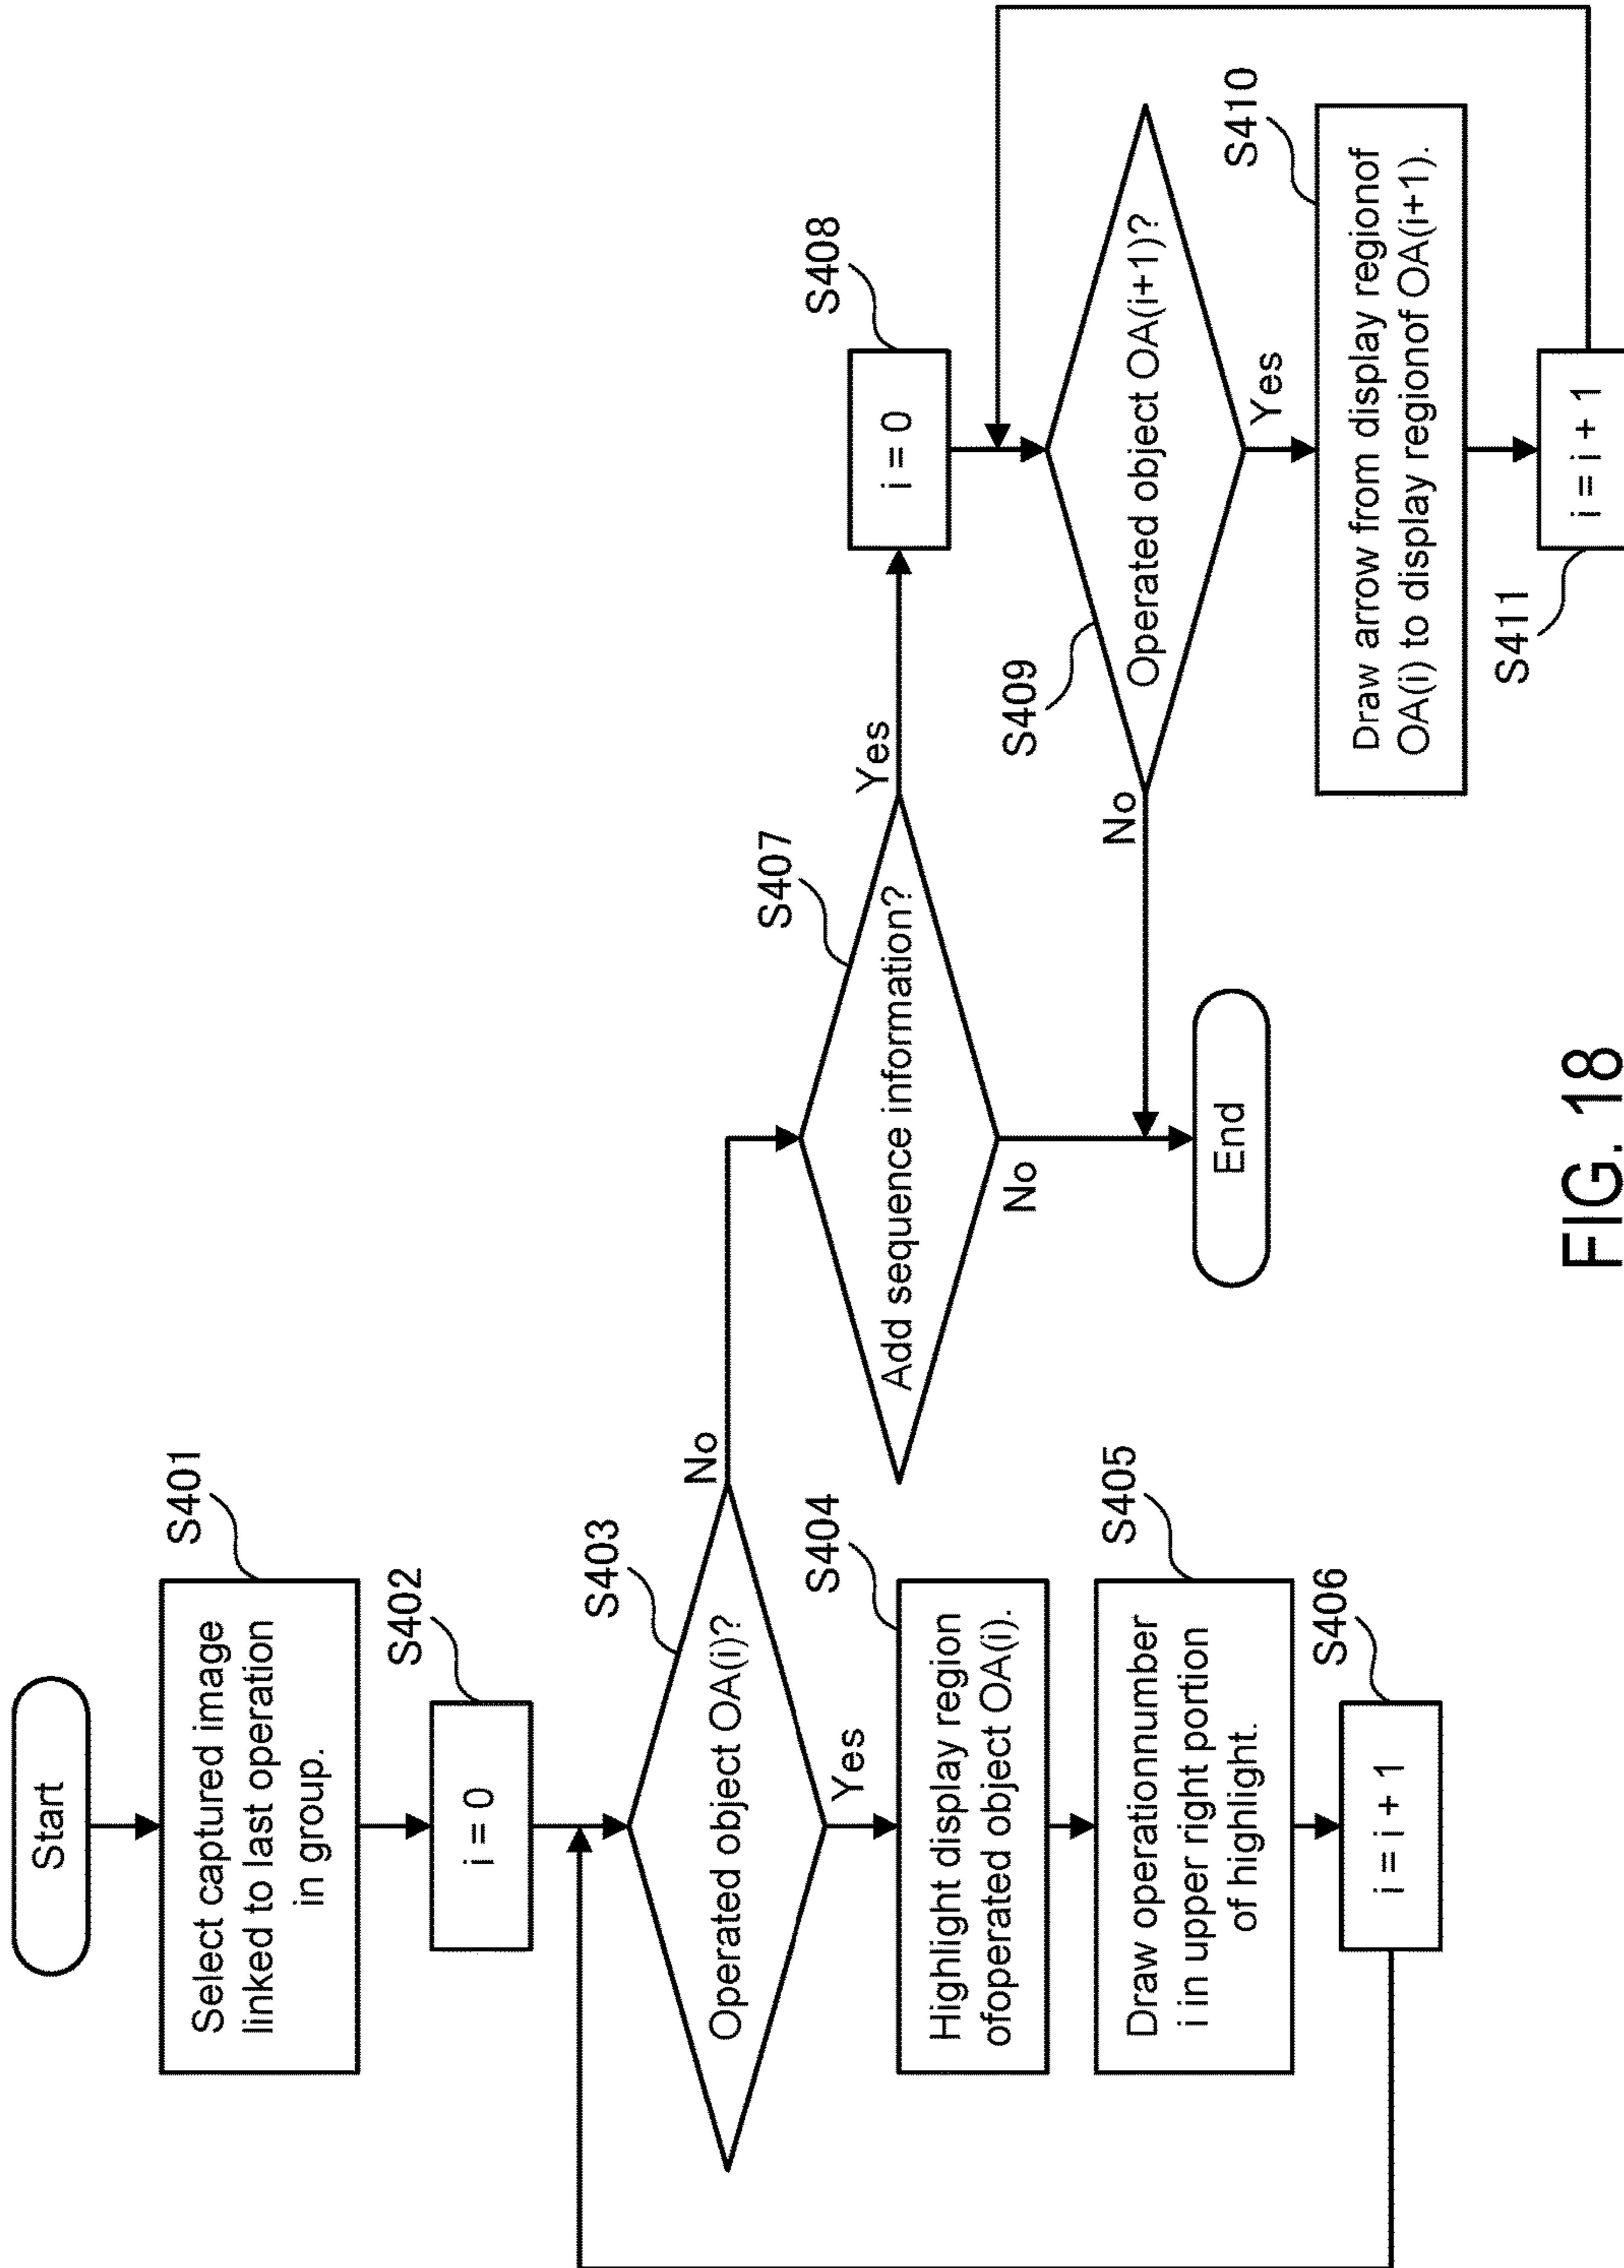 Start
S401
Select captured image
linked to last operation
in group.
S402
i = 0
S403
Operated object OA(i)?
No
Yes
S404
Highlight display region
ofoperated object OA(i).
S405
Draw operationnumber
i in upper right portion
of highlight.
S406
i = i + 1
S407
Add sequence information?
Yes
No
S408
i = 0
S409
Operated object OA(i+1)?
No
Yes
S410
Draw arrow from display regionof
OA(i) to display regionof OA(i+1).
S411
i = i + 1
End
FIG. 18